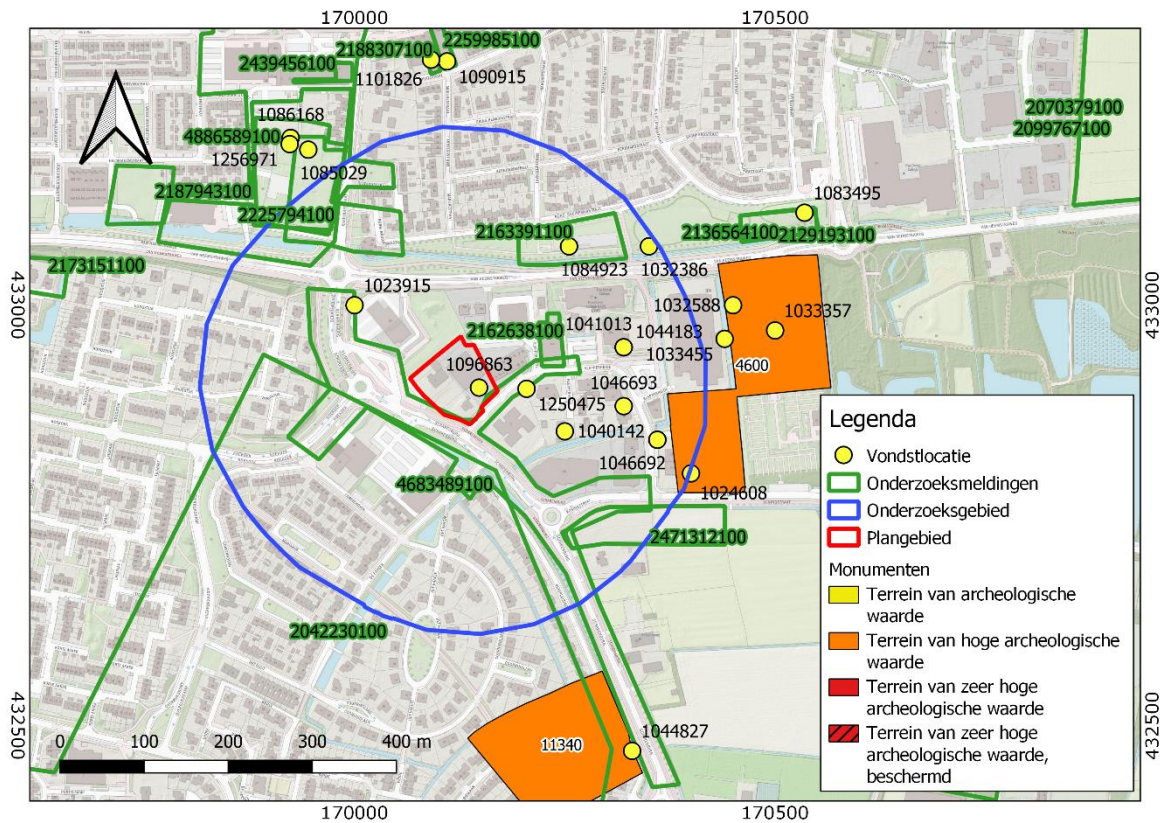 170000
170500
2188307100
2259985100
2439456100
1101826
1090915
1086168
4886589100
1256971
1085029
2187943100
2225794100
2070379100
2099767100
1083495
2163391100
1084923
1032386
2136564100
2129193100
2173151100
433000
433000
1023915
2162638100
1041013
1044183
1032588
1033357
1033455
4600
1096863
1046693
1250475
1040142
1046692
1024608
4683489100
2471312100
2042230100
432500
432500
11340
1044827
0 100 200 300 400 m
Legenda
Vondstlocatie
Onderzoeksmeldingen
Onderzoeksgebied
Plangebied
Monumenten
Terrein van archeologische
waarde
Terrein van hoge archeologische
waarde
Terrein van zeer hoge
archeologische waarde
Terrein van zeer hoge
archeologische waarde,
beschermd
170000
170500